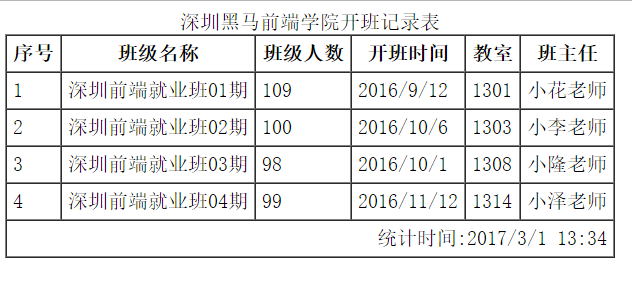 深圳黑马前端学院开班记录表
序号 班级名称 班级人数 开班时间 教室 班主任
1 深圳前端就业班01期 109 2016/9/12 1301 小花老师
2 深圳前端就业班02期 100 2016/10/6 1303 小李老师
3 深圳前端就业班03期 98 2016/10/1 1308 小隆老师
4 深圳前端就业班04期 99 2016/11/12 1314 小泽老师
统计时间:2017/3/1 13:34